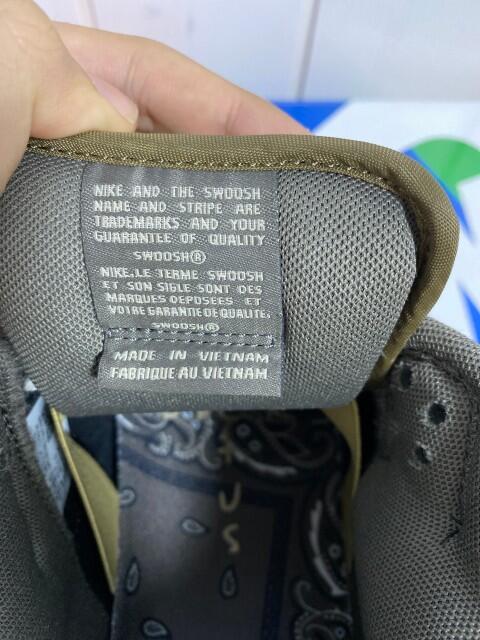 NIKE AND THE SWOOSH
NAME AND STRIPE ARE
TRADEMARKS AND YOUR
GUARANTEE OF QUALITY
SWOOSH®
NIKE,LE TERME SWOOSH
ET SON SIGLE SONT DES
MARQUES DEPOSEES ET
VOTRE GARANTIE DE QUALITE.
SWOOSH®
MADE IN VIETNAM
FABRIQUE AU VIETNAM